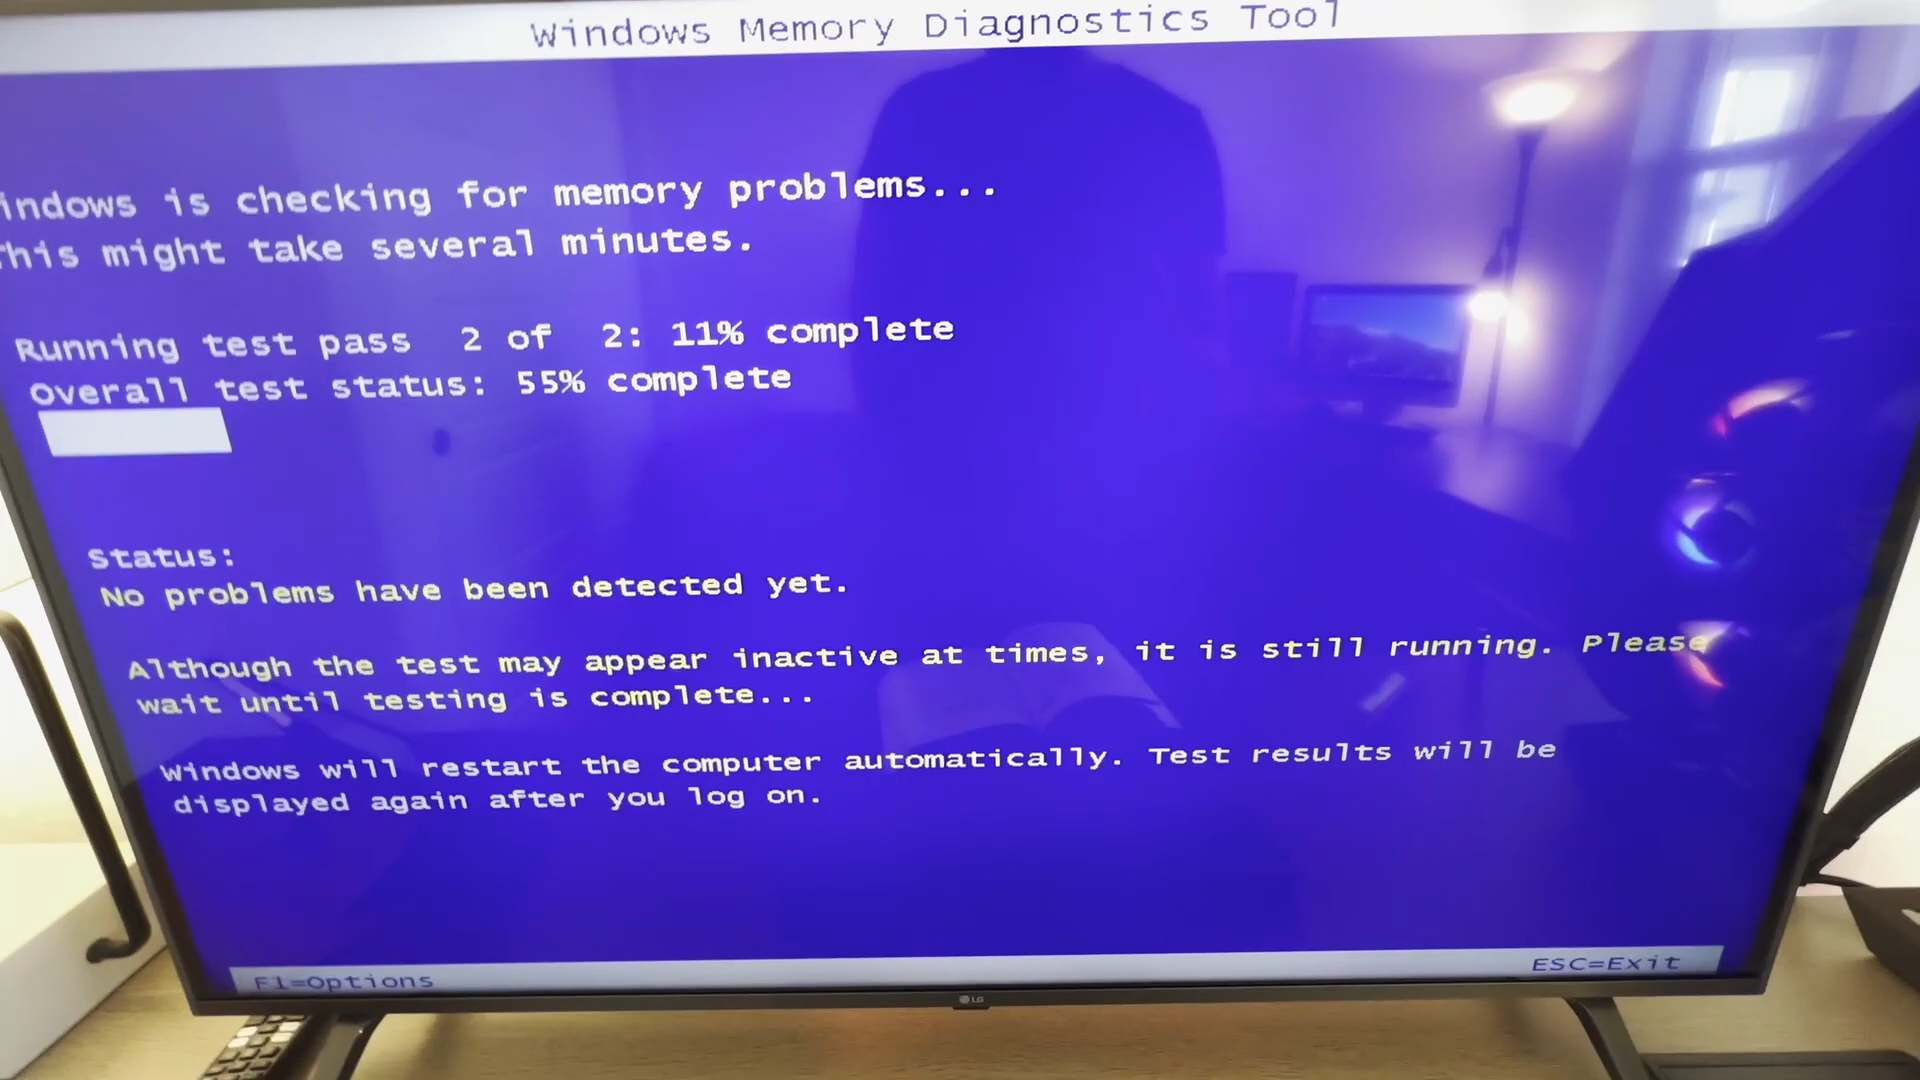 Windows Memory Diagnostics Tool
indows is checking for memory problems...
This might take several minutes.
Running test pass 2 of 2: 11% complete
Overall test status: 55% complete
Status:
No problems have been detected yet.
Although the test may appear inactive at times, it is still running. Please
wait until testing is complete...
Windows will restart the computer automatically. Test results will be
displayed again after you log on.
F1=Options
ESC=Exit
LG